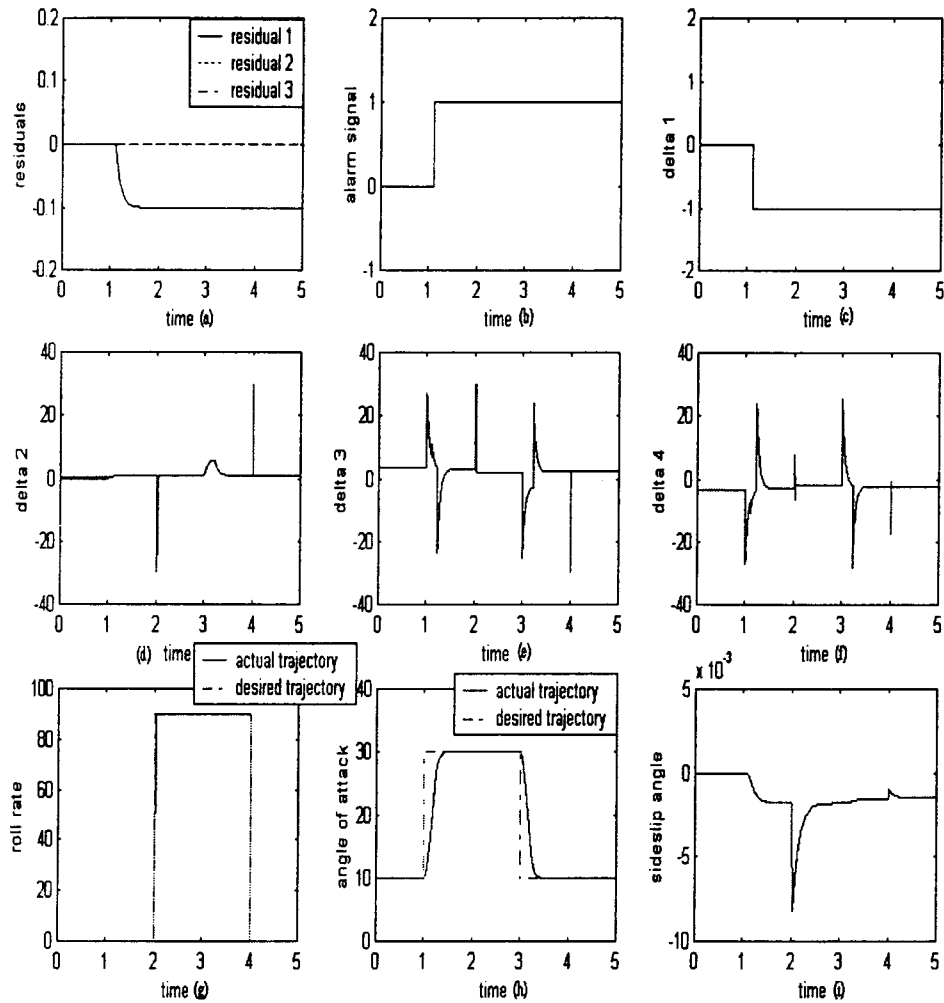 0.2
0.1
0
-0.1
-0.2
residuals
residual 1
residual 2
residual 3
0 1 2 3 4 5
time (a)
2
1
0
-1
alarm signal
0 1 2 3 4 5
time (b)
2
1
0
-1
-2
delta 1
0 1 2 3 4 5
time (c)
40
20
0
-20
-40
delta 2
0 1 2 3 4 5
(d) time
40
20
0
-20
-40
delta 3
0 1 2 3 4 5
time (e)
40
20
0
-20
-40
delta 4
0 1 2 3 4 5
time (f)
actual trajectory
desired trajectory
100
80
60
40
20
0
roll rate
0 1 2 3 4 5
time (g)
actual trajectory
desired trajectory
40
30
20
10
0
angle of attack
0 1 2 3 4 5
time (h)
x 10⁻³
5
0
-5
-10
sideslip angle
0 1 2 3 4 5
time (i)